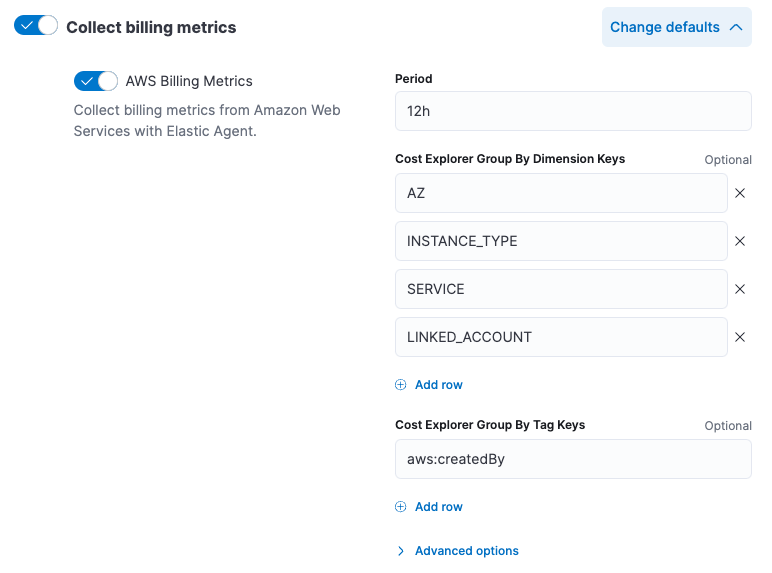 Collect billing metrics
Change defaults
AWS Billing Metrics
Collect billing metrics from Amazon Web
Services with Elastic Agent.
Period
12h
Cost Explorer Group By Dimension Keys
Optional
AZ
INSTANCE_TYPE
SERVICE
LINKED_ACCOUNT
Add row
Cost Explorer Group By Tag Keys
Optional
aws:createdBy
Add row
Advanced options